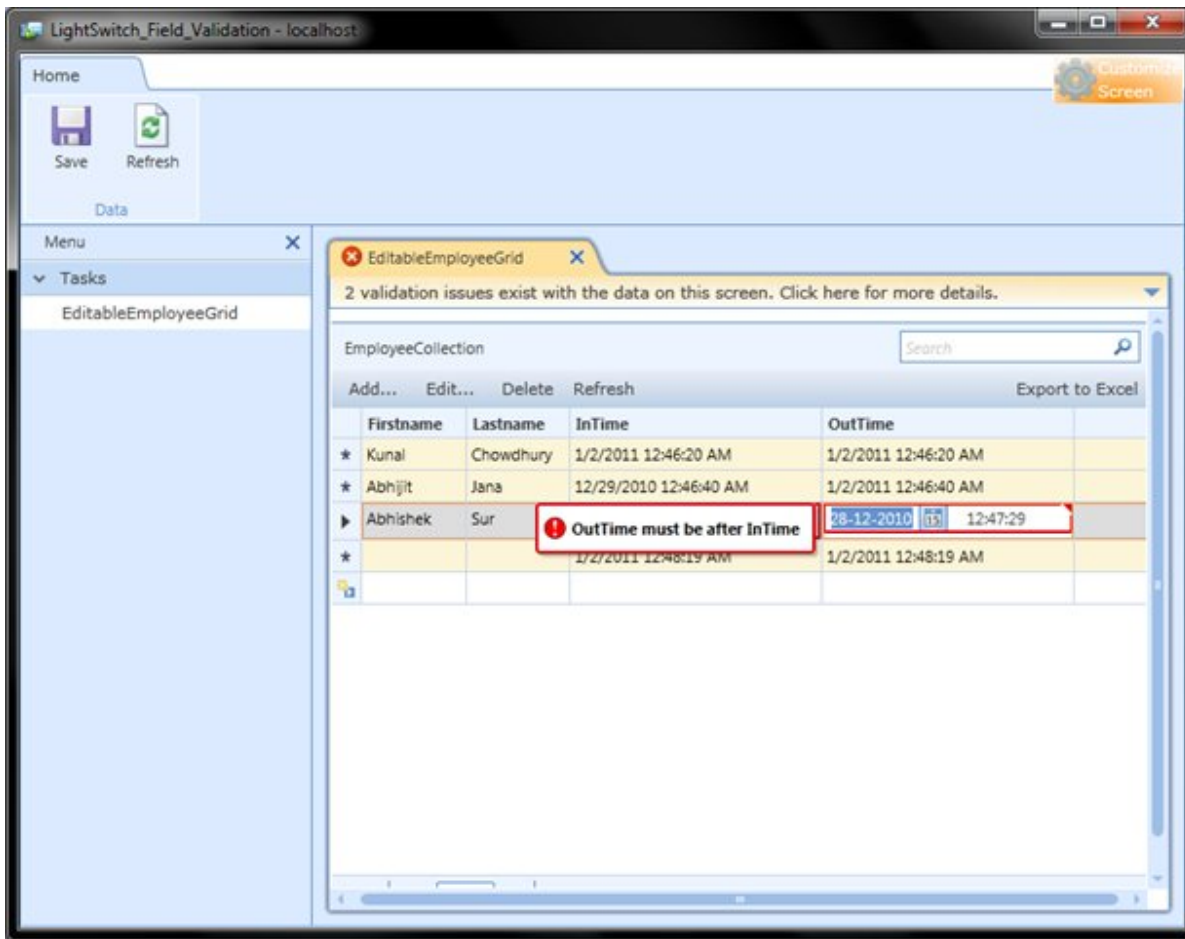 LightSwitch_Field_Validation - localhost
Home
Customize
Screen
Save
Refresh
Data
Menu
Tasks
EditableEmployeeGrid
EditableEmployeeGrid
2 validation issues exist with the data on this screen. Click here for more details.
EmployeeCollection
Search
Add... Edit... Delete Refresh Export to Excel
Firstname Lastname InTime OutTime
Kunal Chowdhury 1/2/2011 12:46:20 AM 1/2/2011 12:46:20 AM
Abhijit Jana 12/29/2010 12:46:40 AM 1/2/2011 12:46:40 AM
Abhishek Sur OutTime must be after InTime 28-12-2010 15 12:47:29
1/2/2011 12:48:19 AM 1/2/2011 12:48:19 AM